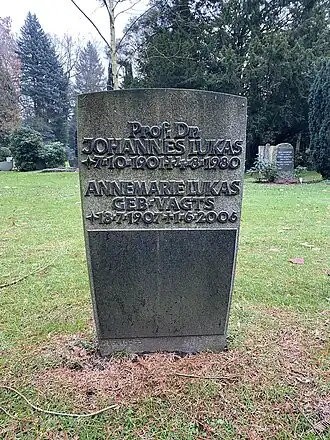 Prof. Dr.
JOHANNES LUKAS
*7·10·1901+4·8·1980
ANNEMARIE LUKAS
GEB·VAGTS
*13·7·1907+1·6·2006